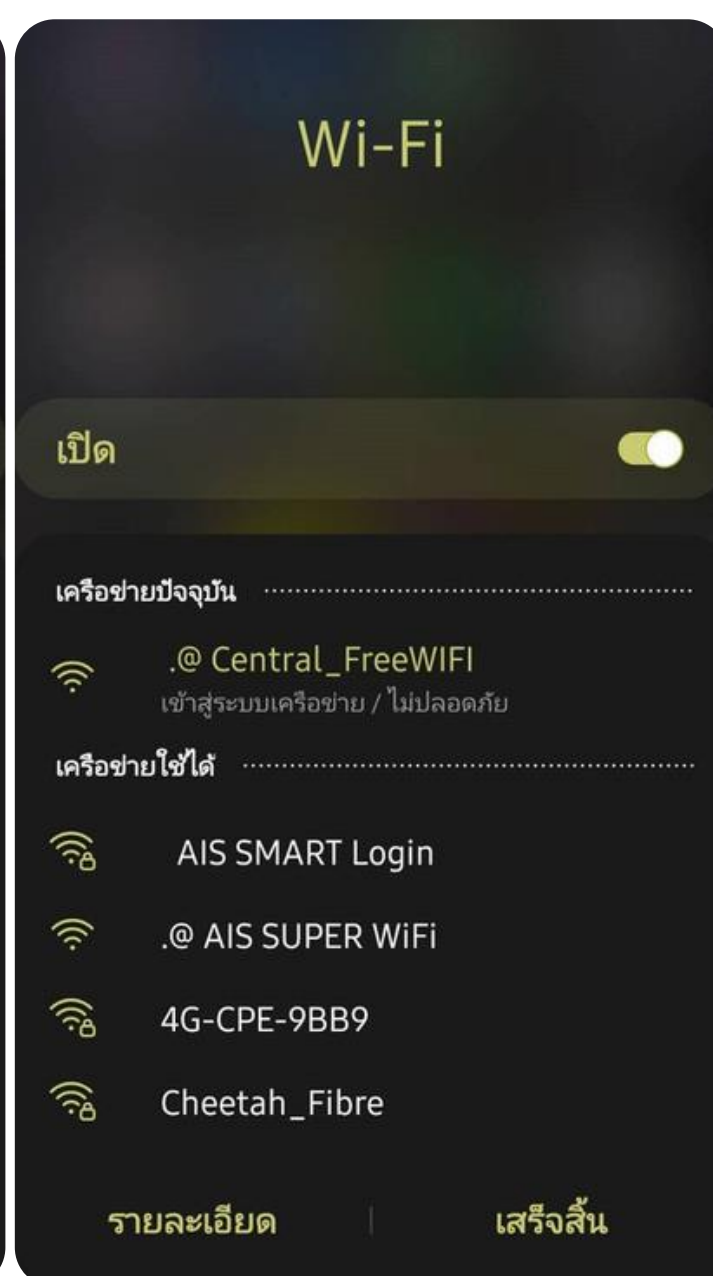 Wi-Fi
เปิด
เครือข่ายปัจจุบัน
.@ Central_FreeWIFI
เข้าสู่ระบบเครือข่าย / ไม่ปลอดภัย
เครือข่ายใช้ได้
AIS SMART Login
.@ AIS SUPER WiFi
4G-CPE-9BB9
Cheetah_Fibre
รายละเอียด | เสร็จสิ้น